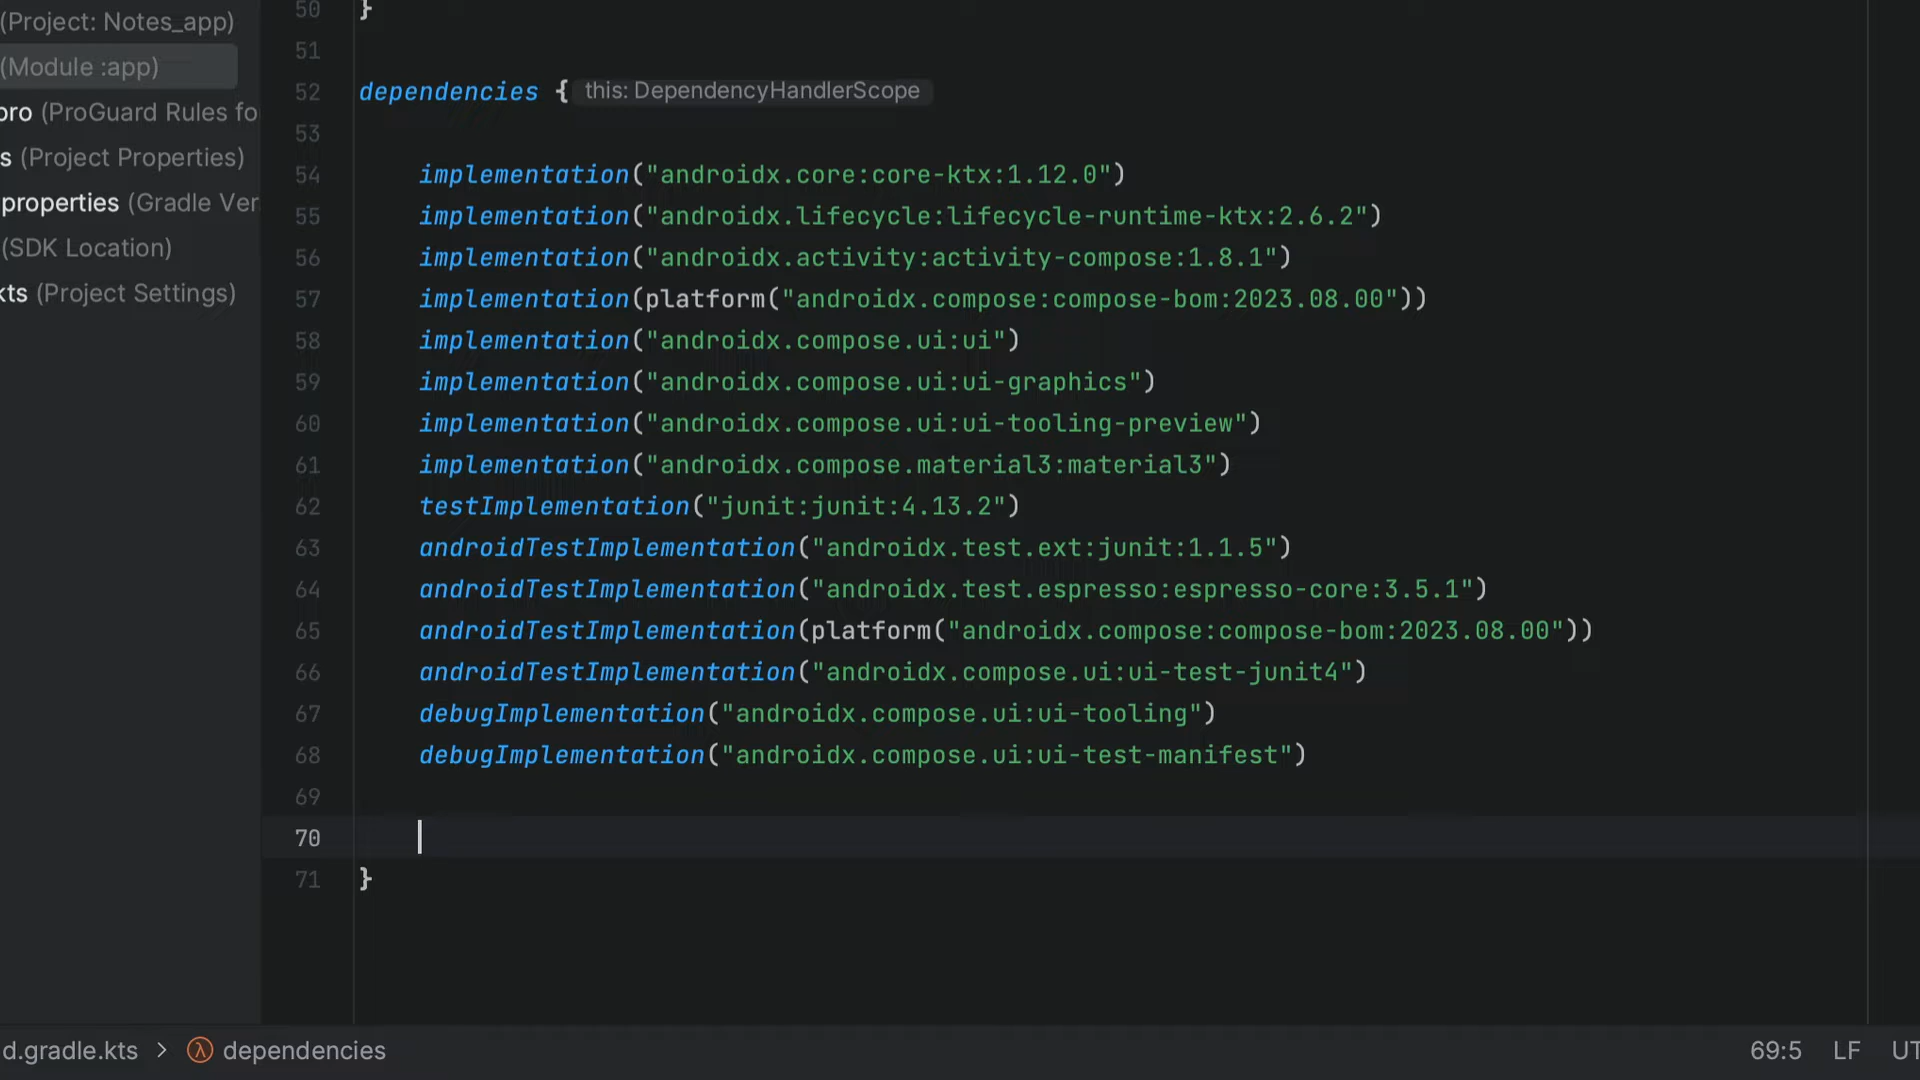 (Project: Notes_app)
(Module :app)
pro (ProGuard Rules fo
s (Project Properties)
properties (Gradle Ver
(SDK Location)
kts (Project Settings)
50 }
51
52 dependencies { this: DependencyHandlerScope
53
54 implementation("androidx.core:core-ktx:1.12.0")
55 implementation("androidx.lifecycle:lifecycle-runtime-ktx:2.6.2")
56 implementation("androidx.activity:activity-compose:1.8.1")
57 implementation(platform("androidx.compose:compose-bom:2023.08.00"))
58 implementation("androidx.compose.ui:ui")
59 implementation("androidx.compose.ui:ui-graphics")
60 implementation("androidx.compose.ui:ui-tooling-preview")
61 implementation("androidx.compose.material3:material3")
62 testImplementation("junit:junit:4.13.2")
63 androidTestImplementation("androidx.test.ext:junit:1.1.5")
64 androidTestImplementation("androidx.test.espresso:espresso-core:3.5.1")
65 androidTestImplementation(platform("androidx.compose:compose-bom:2023.08.00"))
66 androidTestImplementation("androidx.compose.ui:ui-test-junit4")
67 debugImplementation("androidx.compose.ui:ui-tooling")
68 debugImplementation("androidx.compose.ui:ui-test-manifest")
69
70
71 }
d.gradle.kts > λ dependencies 69:5 LF UT